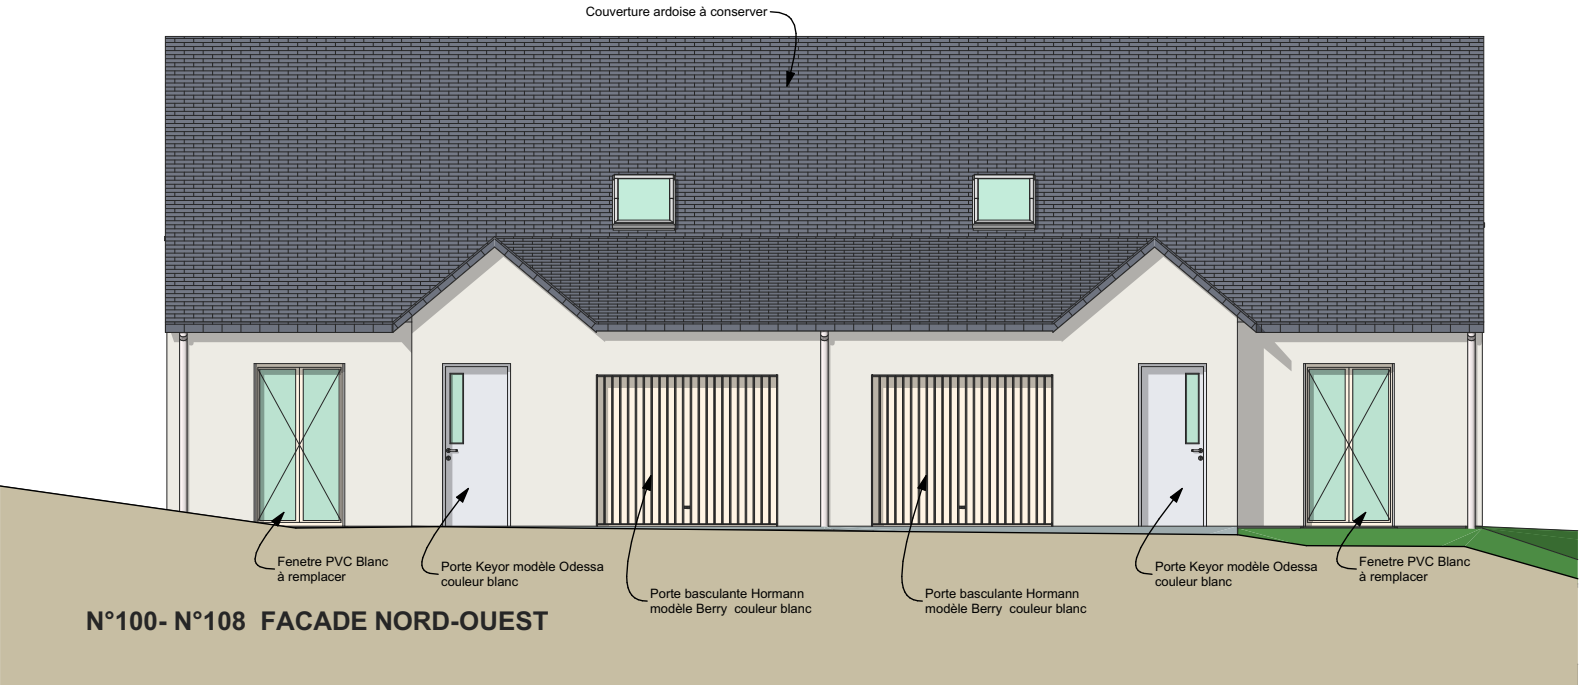 Couverture ardoise à conserver
Fenetre PVC Blanc
à remplacer
Porte Keyor modèle Odessa
couleur blanc
Porte basculante Hormann
modèle Berry  couleur blanc
Porte basculante Hormann
modèle Berry  couleur blanc
Porte Keyor modèle Odessa
couleur blanc
Fenetre PVC Blanc
à remplacer
N°100- N°108  FACADE NORD-OUEST